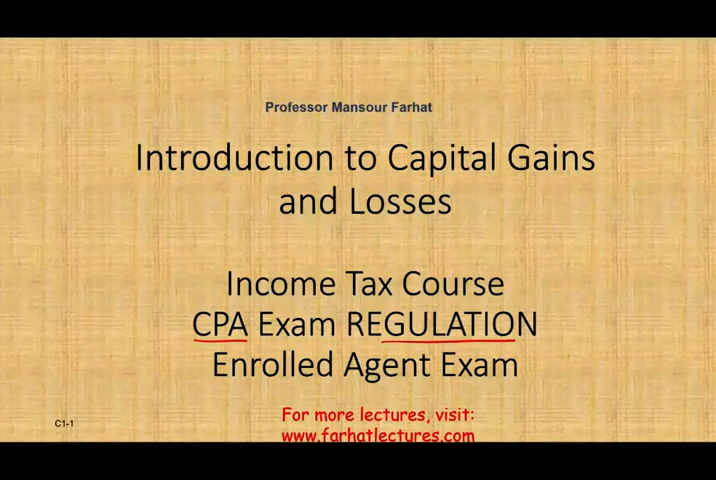 Professor Mansour Farhat
Introduction to Capital Gains
and Losses
Income Tax Course
CPA Exam REGULATION
Enrolled Agent Exam
For more lectures, visit:
www.farhatlectures.com
C1-1